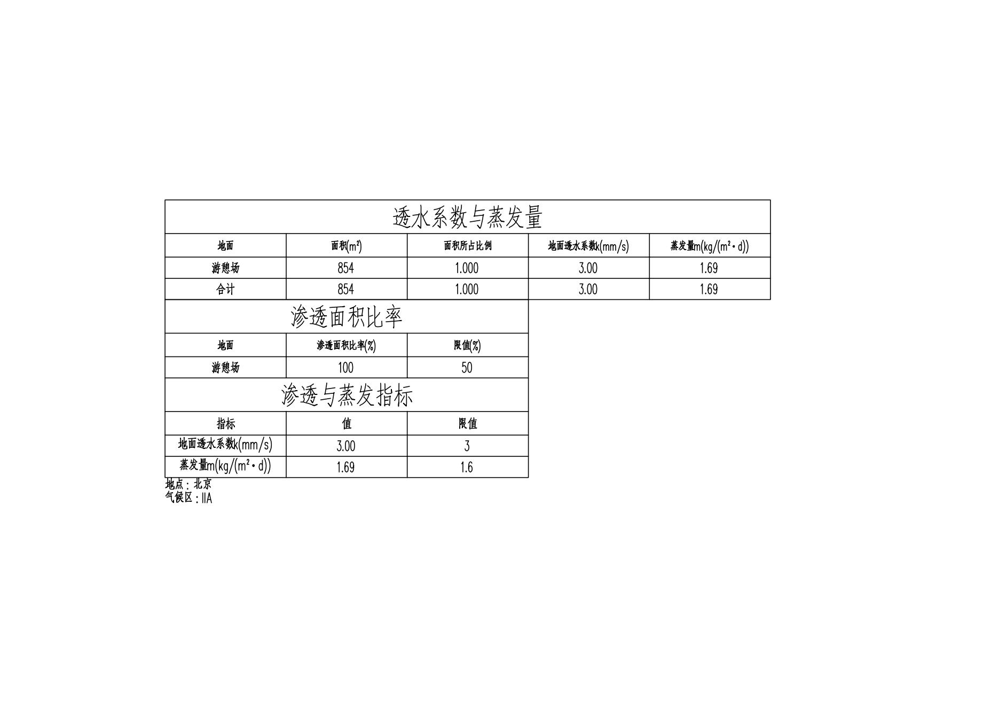 透水系数与蒸发量
地面 面积(m²) 面积所占比例 地面透水系数k(mm/s) 蒸发量m(kg/(m²·d))
游憩场 854 1.000 3.00 1.69
合计 854 1.000 3.00 1.69
渗透面积比率
地面 渗透面积比率(%) 限值(%)
游憩场 100 50
渗透与蒸发指标
指标 值 限值
地面透水系数k(mm/s) 3.00 3
蒸发量m(kg/(m²·d)) 1.69 1.6
地点：北京
气候区：IIA